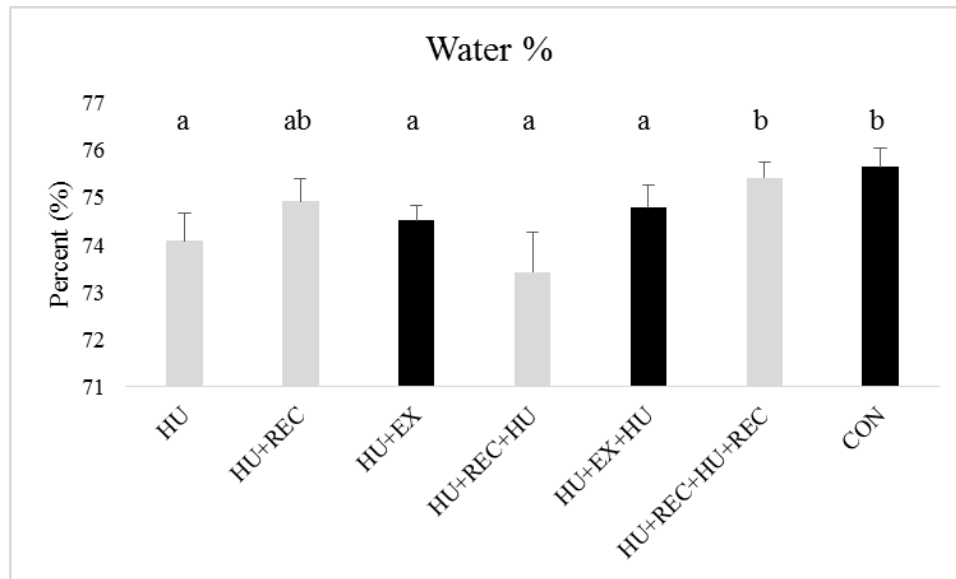 Water %
Percent (%)
77
76
75
74
73
72
71
a ab a a a b b
HU
HU+REC
HU+EX
HU+REC+HU
HU+EX+HU
HU+REC+HU+REC
CON